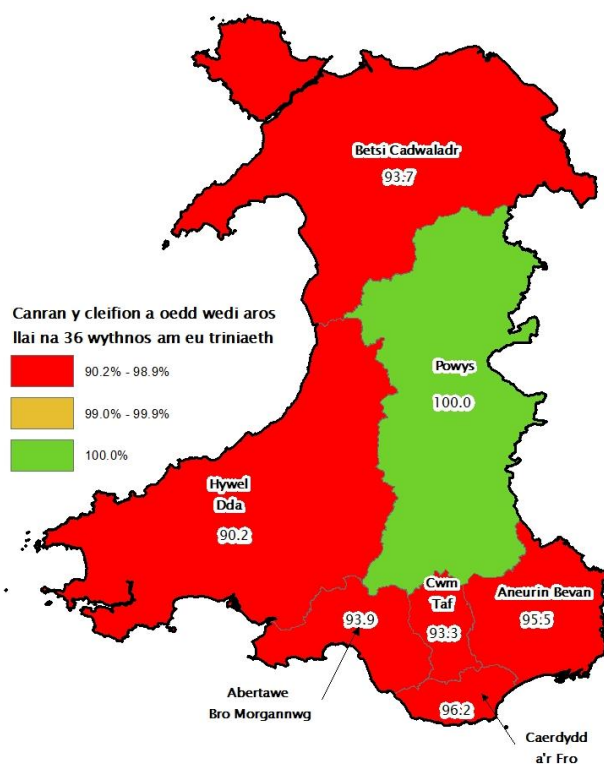 Betsi Cadwaladr
93.7
Canran y cleifion a oedd wedi aros
llai na 36 wythnos am eu triniaeth
90.2% - 98.9%
99.0% - 99.9%
100.0%
Powys
100.0
Hywel
Dda
90.2
Cwm
Taf
93.3
Aneurin Bevan
95.5
93.9
Abertawe
Bro Morgannwg
96.2
Caerdydd
a'r Fro